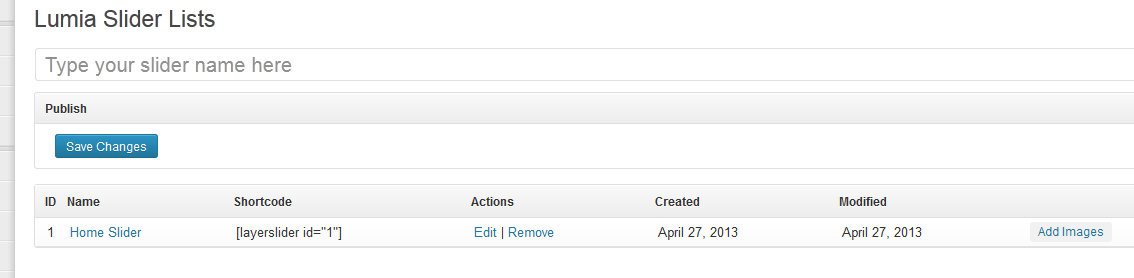 Lumia Slider Lists
Type your slider name here
Publish
Save Changes
ID Name Shortcode Actions Created Modified
1 Home Slider [layerslider id="1"] Edit | Remove April 27, 2013 April 27, 2013 Add Images